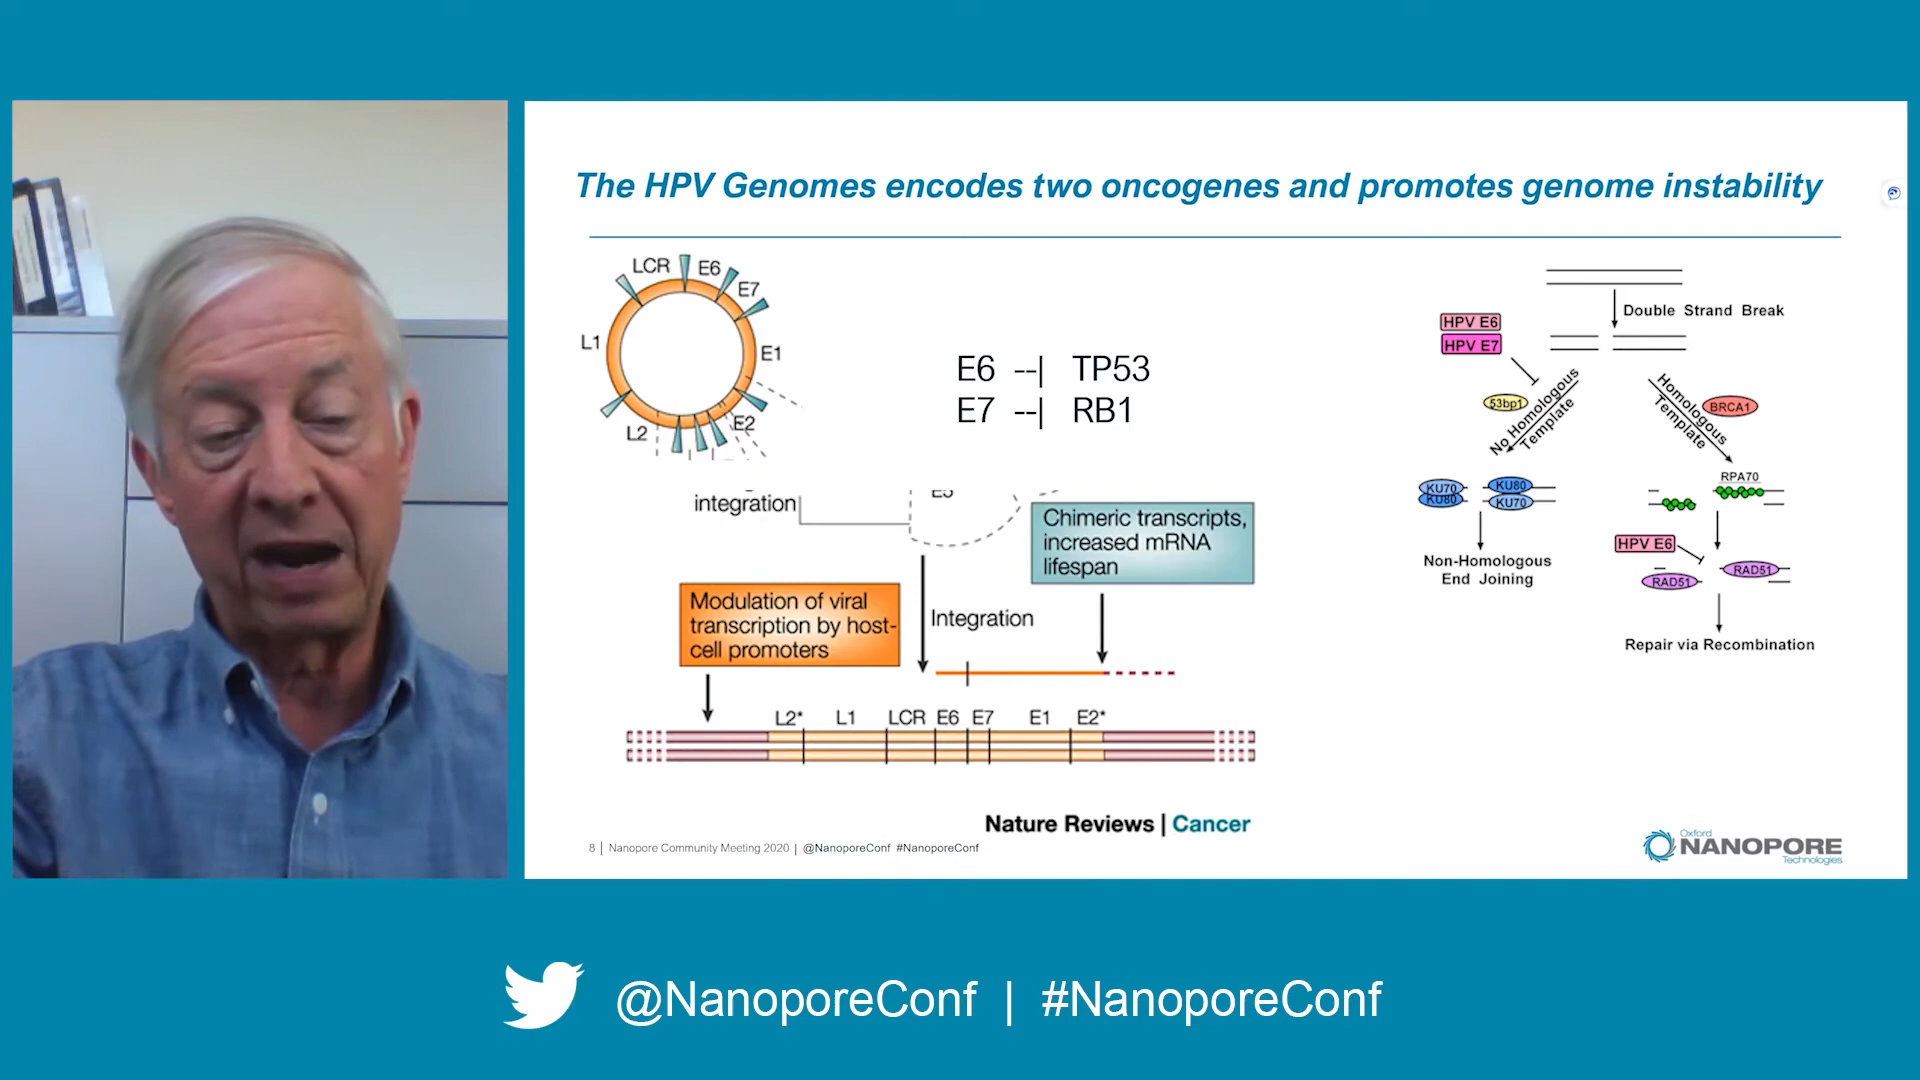 The HPV Genomes encodes two oncogenes and promotes genome instability
LCR
E6
E7
L1
E1
L2
E2
E6 --| TP53
E7 --| RB1
integration
E5
Chimeric transcripts,
increased mRNA
lifespan
Modulation of viral
transcription by host-
cell promoters
Integration
L2* L1 LCR E6 E7 E1 E2*
Nature Reviews | Cancer
Double Strand Break
HPV E6
HPV E7
53bp1
No Homologous
Template
Homologous
Template
BRCA1
KU70
KU80
KU80
KU70
RPA70
Non-Homologous
End Joining
HPV E6
RAD51
RAD51
Repair via Recombination
8 | Nanopore Community Meeting 2020 | @NanoporeConf #NanoporeConf
Oxford
NANOPORE
Technologies
@NanoporeConf | #NanoporeConf